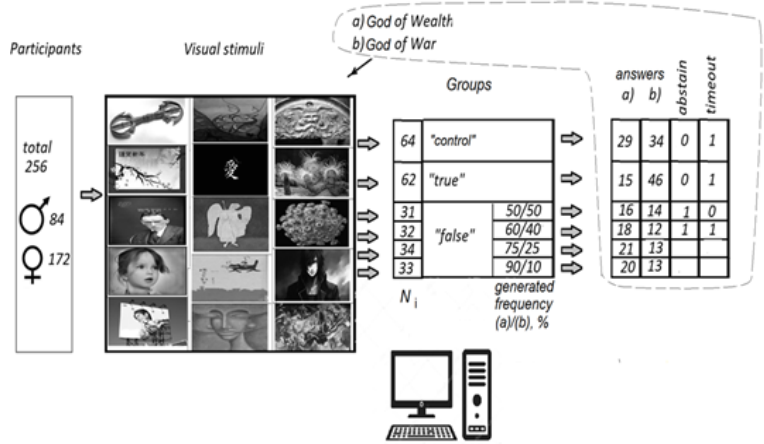 a) God of Wealth
b) God of War
Participants
Visual stimuli
Groups
answers
a) b) abstain timeout
total
256
84
172
愛
64 "control" 29 34 0 1
62 "true" 15 46 0 1
31 "false" 50/50 16 14 1 0
32 60/40 18 12 1 1
34 75/25 21 13
33 90/10 20 13
N i
generated
frequency
(a)/(b), %